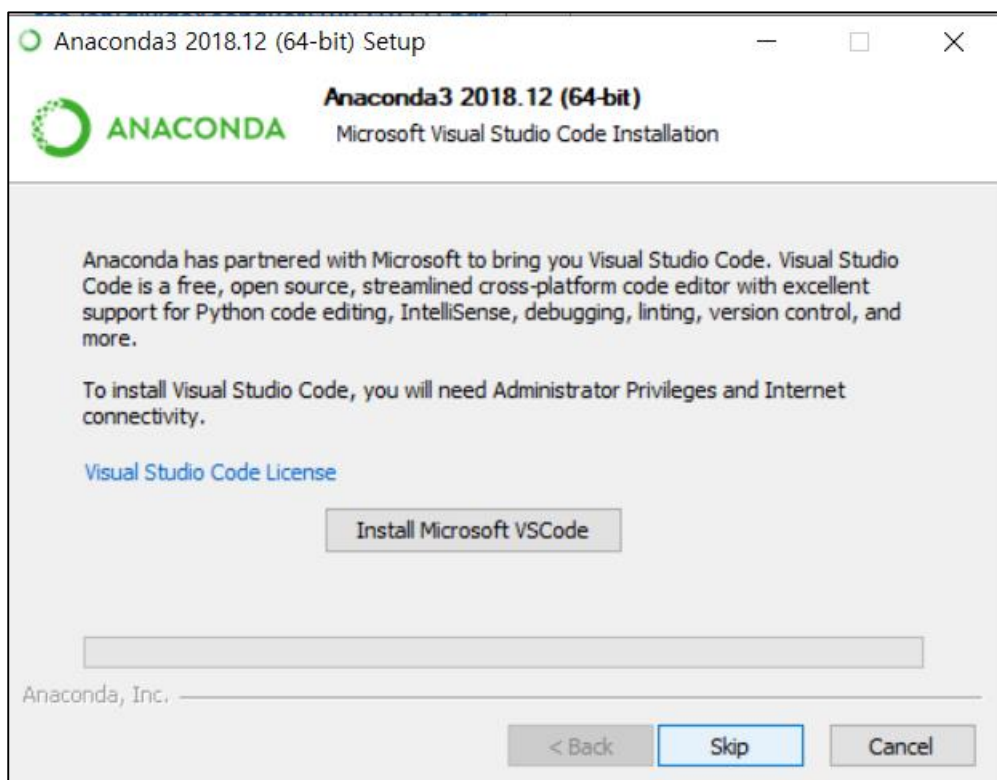 Anaconda3 2018.12 (64-bit) Setup
ANACONDA
Anaconda3 2018.12 (64-bit)
Microsoft Visual Studio Code Installation
Anaconda has partnered with Microsoft to bring you Visual Studio Code. Visual Studio
Code is a free, open source, streamlined cross-platform code editor with excellent
support for Python code editing, IntelliSense, debugging, linting, version control, and
more.
To install Visual Studio Code, you will need Administrator Privileges and Internet
connectivity.
Visual Studio Code License
Install Microsoft VSCode
Anaconda, Inc.
< Back
Skip
Cancel